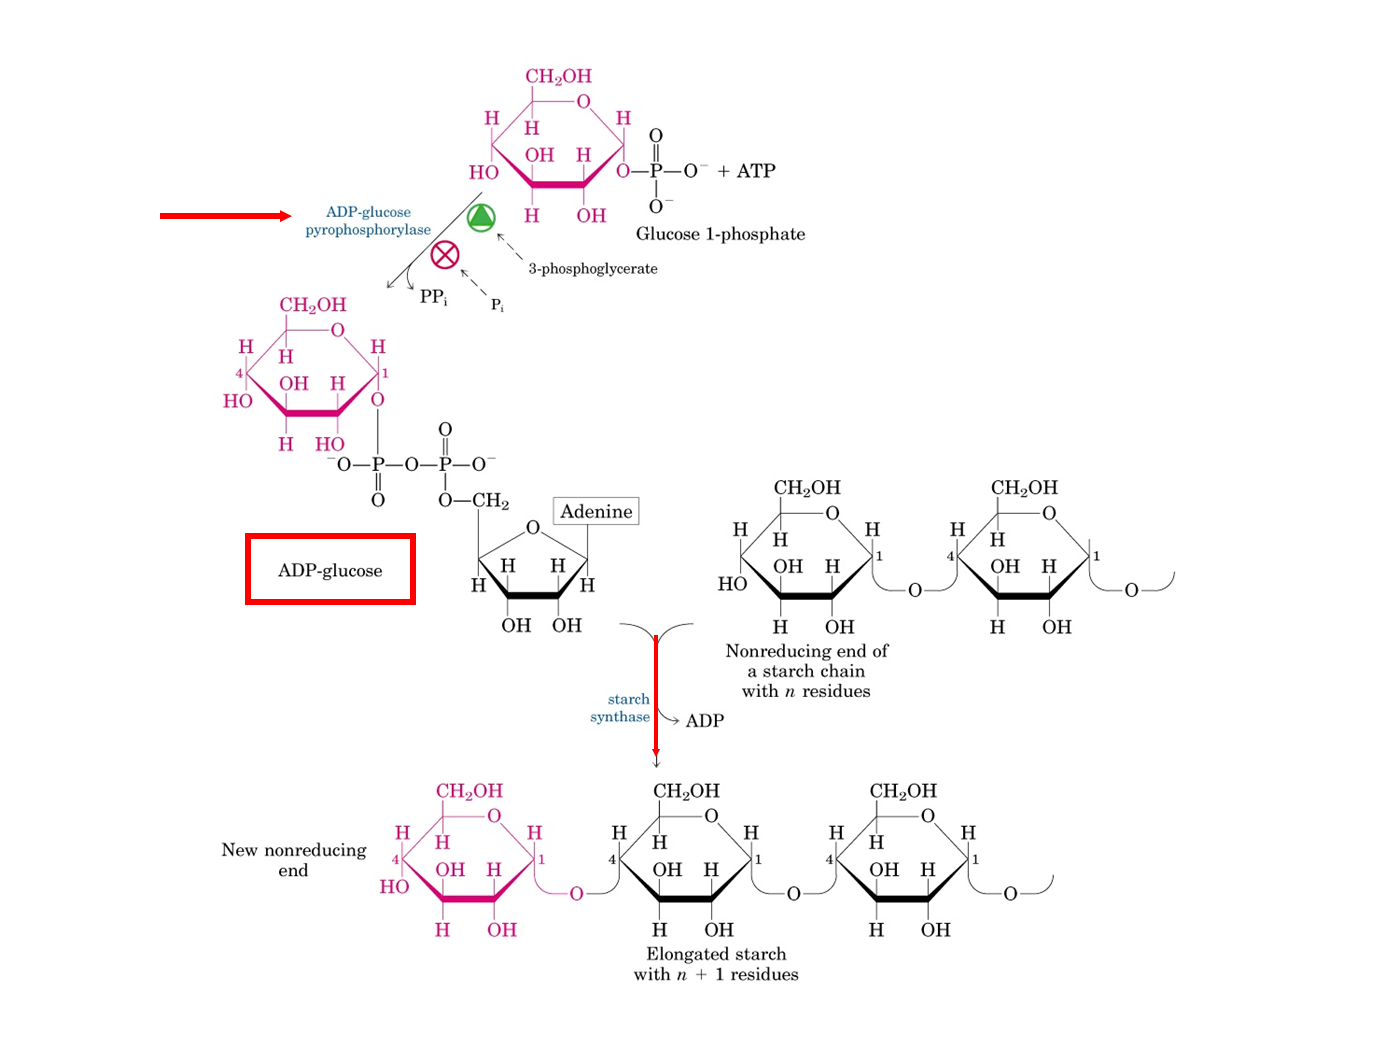 CH₂OH
O
H
H
H
OH H
HO
O—P—O⁻ + ATP
O
O⁻
H OH
Glucose 1-phosphate
ADP-glucose
pyrophosphorylase
3-phosphoglycerate
PPᵢ
Pᵢ
CH₂OH
O
H
H
H
4
OH H
1
HO
O
H HO
⁻O—P—O—P—O⁻
O
O
O—CH₂
Adenine
O
H H
H
H
OH OH
ADP-glucose
CH₂OH
O
H
H
H
OH H
1
HO
H OH
O
CH₂OH
O
H
H
4
OH H
1
H OH
O
Nonreducing end of
a starch chain
with n residues
starch
synthase
ADP
New nonreducing
end
CH₂OH
O
H
H
H
4
OH H
1
HO
H OH
O
CH₂OH
O
H
H
H
4
OH H
1
H OH
O
CH₂OH
O
H
H
H
4
OH H
1
H OH
O
Elongated starch
with n + 1 residues